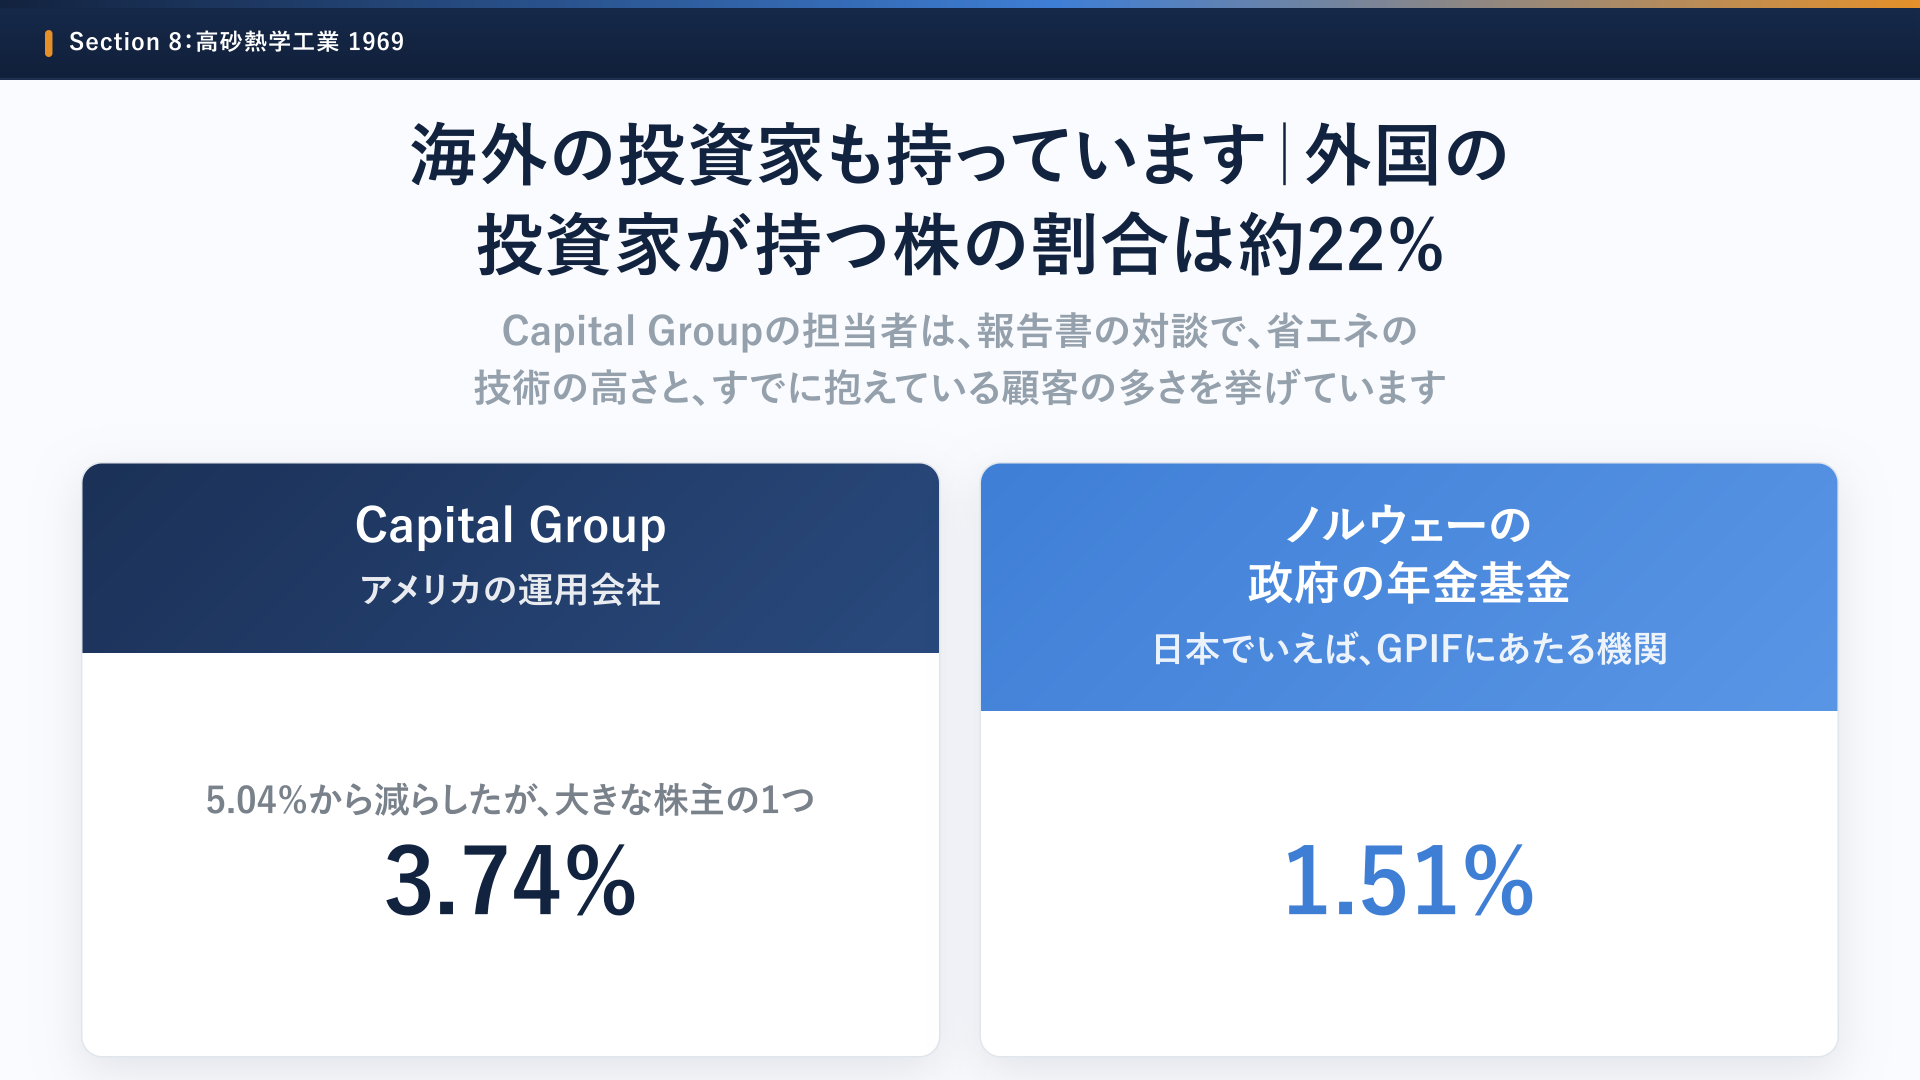 Section 8：高砂熱学工業 1969
海外の投資家も持っています｜外国の
投資家が持つ株の割合は約22%
Capital Groupの担当者は、報告書の対談で、省エネの
技術の高さと、すでに抱えている顧客の多さを挙げています
Capital Group
アメリカの運用会社
5.04%から減らしたが、大きな株主の1つ
3.74%
ノルウェーの
政府の年金基金
日本でいえば、GPIFにあたる機関
1.51%